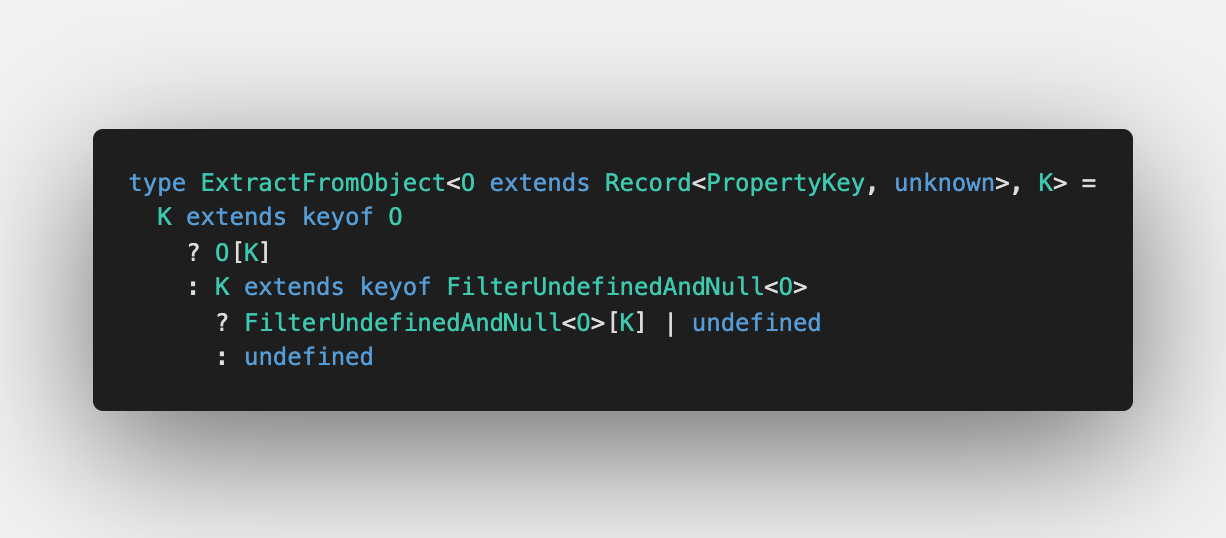 type ExtractFromObject<O extends Record<PropertyKey, unknown>, K> =
  K extends keyof O
    ? O[K]
    : K extends keyof FilterUndefinedAndNull<O>
      ? FilterUndefinedAndNull<O>[K] | undefined
      : undefined